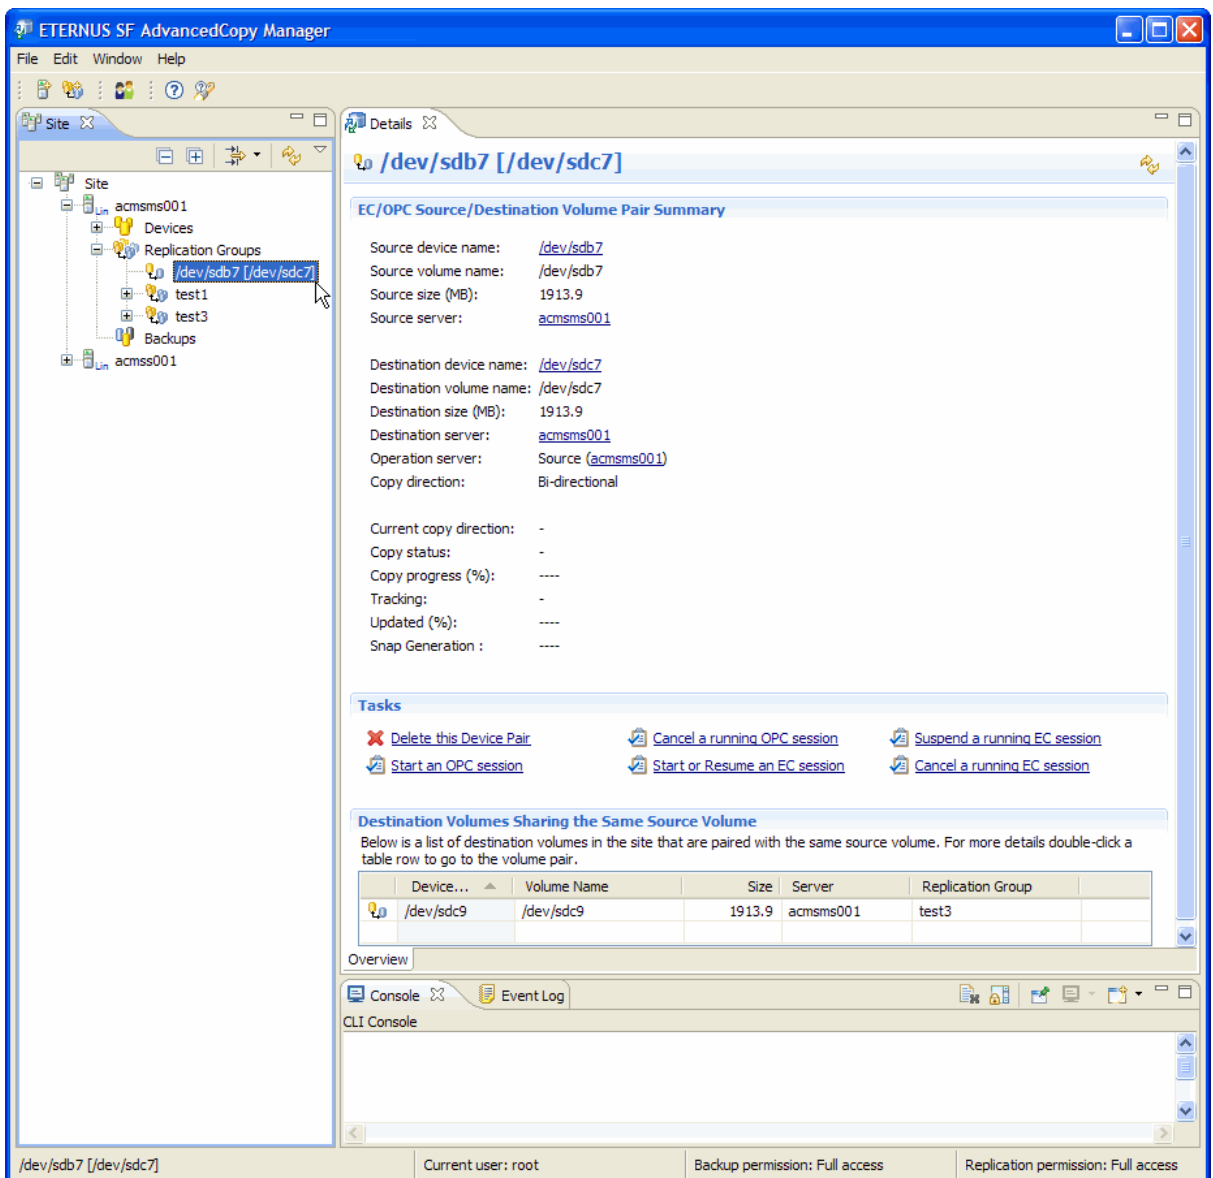 ETERNUS SF AdvancedCopy Manager
File Edit Window Help
Site
Site
Lin acmsms001
Devices
Replication Groups
/dev/sdb7 [/dev/sdc7]
test1
test3
Backups
Lin acmss001
Details
/dev/sdb7 [/dev/sdc7]
EC/OPC Source/Destination Volume Pair Summary
Source device name: /dev/sdb7
Source volume name: /dev/sdb7
Source size (MB): 1913.9
Source server: acmsms001
Destination device name: /dev/sdc7
Destination volume name: /dev/sdc7
Destination size (MB): 1913.9
Destination server: acmsms001
Operation server: Source (acmsms001)
Copy direction: Bi-directional
Current copy direction: -
Copy status: -
Copy progress (%): ----
Tracking: -
Updated (%): ----
Snap Generation : ----
Tasks
Delete this Device Pair Cancel a running OPC session Suspend a running EC session
Start an OPC session Start or Resume an EC session Cancel a running EC session
Destination Volumes Sharing the Same Source Volume
Below is a list of destination volumes in the site that are paired with the same source volume. For more details double-click a
table row to go to the volume pair.
Device... Volume Name Size Server Replication Group
/dev/sdc9 /dev/sdc9 1913.9 acmsms001 test3
Overview
Console Event Log
CLI Console
/dev/sdb7 [/dev/sdc7] Current user: root Backup permission: Full access Replication permission: Full access